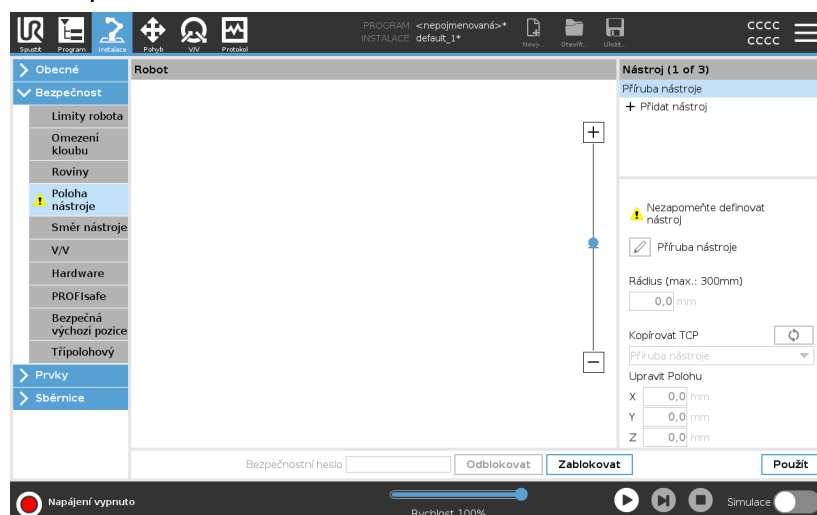 PROGRAM <nepojmenovaná>*
INSTALACE default_1*
CCCC
CCCC
Spustit Program Instalace Pohyb V/V Protokol Nový... Otevřít... Uložit...
Obecné
Bezpečnost
Limity robota
Omezení
kloubu
Roviny
Poloha
nástroje
Směr nástroje
V/V
Hardware
PROFIsafe
Bezpečná
výchozí pozice
Třípolohový
Prvky
Sběrnice
Robot
Nástroj (1 of 3)
Příruba nástroje
+ Přidat nástroj
Nezapomeňte definovat
nástroj
Příruba nástroje
Rádius (max.: 300mm)
0,0 mm
Kopírovat TCP
Příruba nástroje
Upravit Polohu
X 0,0 mm
Y 0,0 mm
Z 0,0 mm
Bezpečnostní heslo Odblokovat Zablokovat Použít
Napájení vypnuto
Rychlost 100%
Simulace